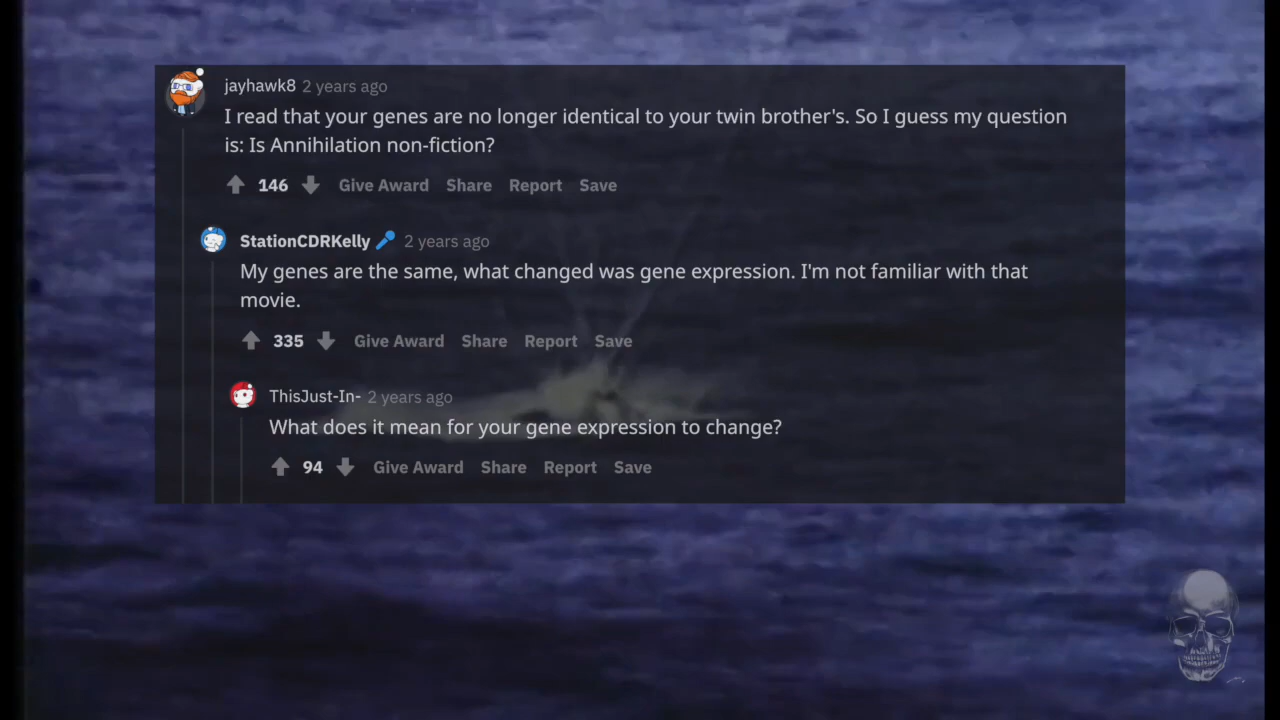 jayhawk8 2 years ago
I read that your genes are no longer identical to your twin brother's. So I guess my question
is: Is Annihilation non-fiction?
146 Give Award Share Report Save
StationCDRKelly 2 years ago
My genes are the same, what changed was gene expression. I'm not familiar with that
movie.
335 Give Award Share Report Save
ThisJust-In- 2 years ago
What does it mean for your gene expression to change?
94 Give Award Share Report Save